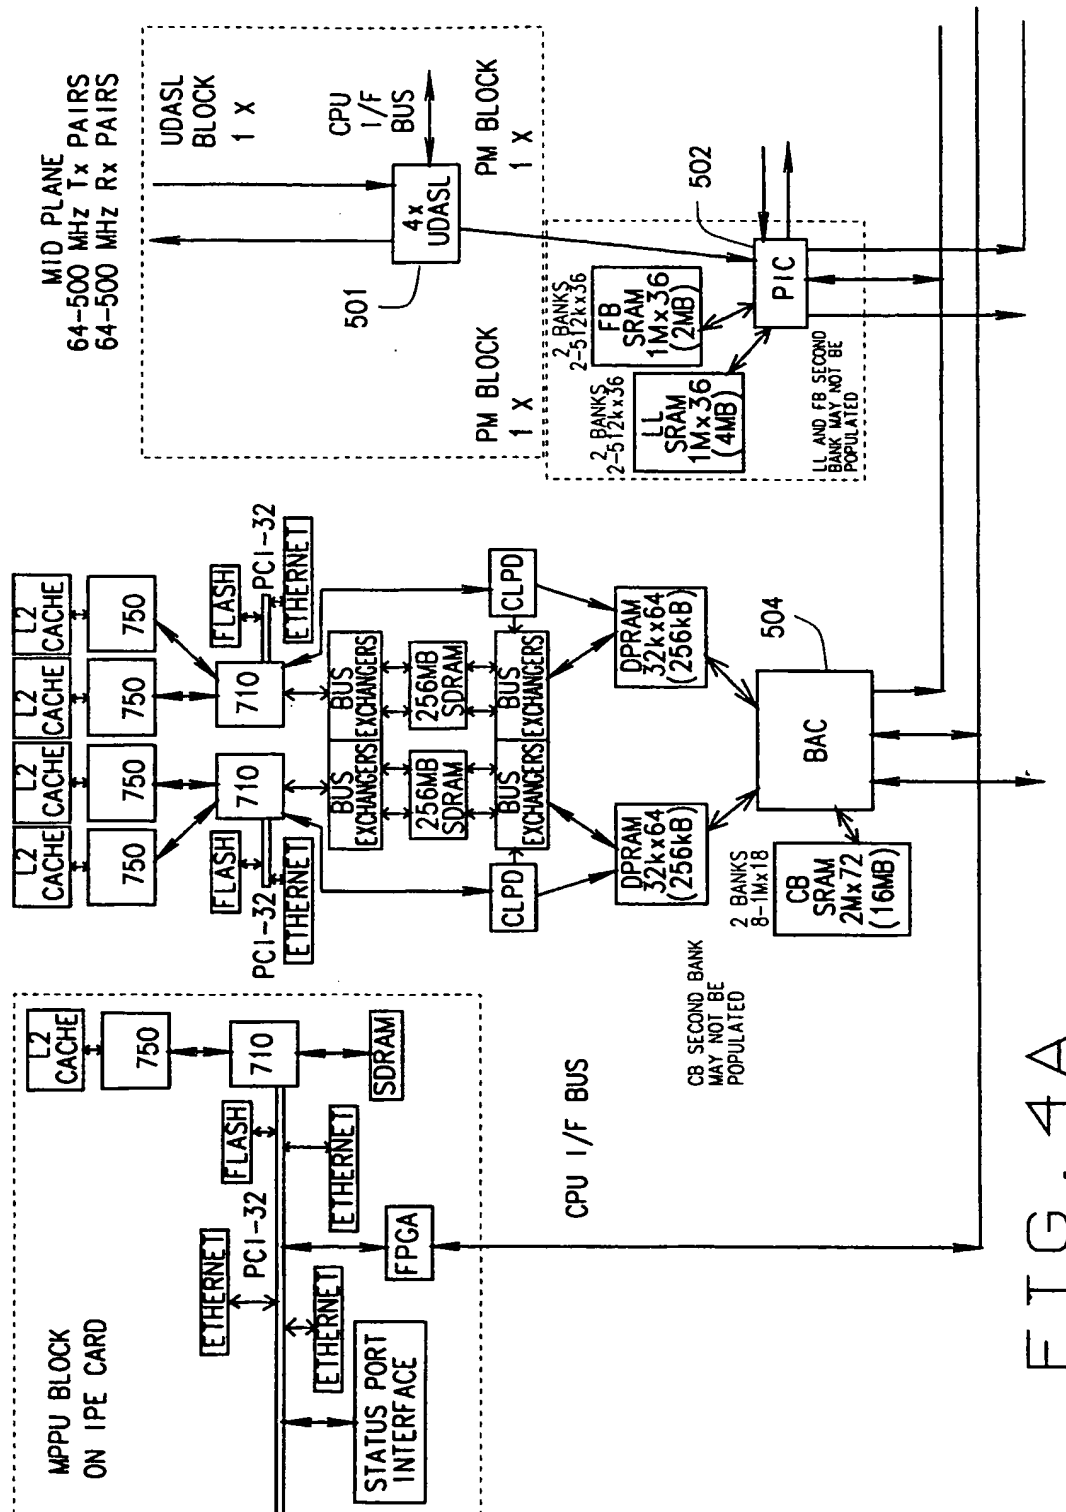 MPPU BLOCK
ON IPE CARD
L2
CACHE
750
710
SDRAM
FLASH
ETHERNET
ETHERNET
PCI-32
ETHERNET
FPGA
STATUS PORT
INTERFACE
CPU I/F BUS
L2
CACHE
L2
CACHE
L2
CACHE
L2
CACHE
750
750
750
750
710
710
FLASH
PCI-32
ETHERNET
FLASH
PCI-32
ETHERNET
BUS
EXCHANGERS
BUS
EXCHANGERS
256MB
SDRAM
256MB
SDRAM
BUS
EXCHANGERS
BUS
EXCHANGERS
CLPD
CLPD
DPRAM
32kx64
(256kB)
DPRAM
32kx64
(256kB)
CB SECOND BANK
MAY NOT BE
POPULATED
2 BANKS
8-1Mx18
CB
SRAM
2Mx72
(16MB)
BAC
504
MID PLANE
64-500 MHz Tx PAIRS
64-500 MHz Rx PAIRS
UDASL
BLOCK
1 X
CPU
I/F
BUS
4x
UDASL
501
PM BLOCK
1 X
PM BLOCK
1 X
2 BANKS
2-512kx36
LL
SRAM
1Mx36
(4MB)
2 BANKS
2-512kx36
FB
SRAM
1Mx36
(2MB)
PIC
502
LL AND FB SECOND
BANK MAY NOT BE
POPULATED
FIG. 4A